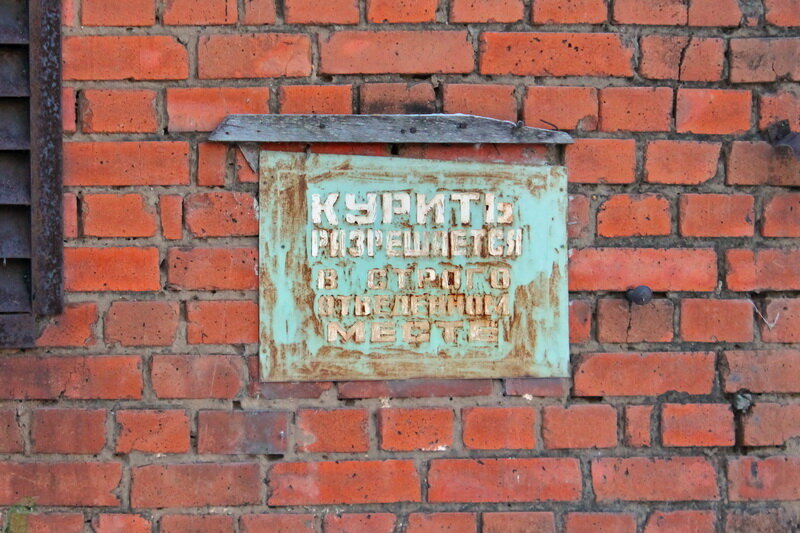 КУРИТЬ
РАЗРЕШАЕТСЯ
В СТРОГО
ОТВЕДЕННОМ
МЕСТЕ